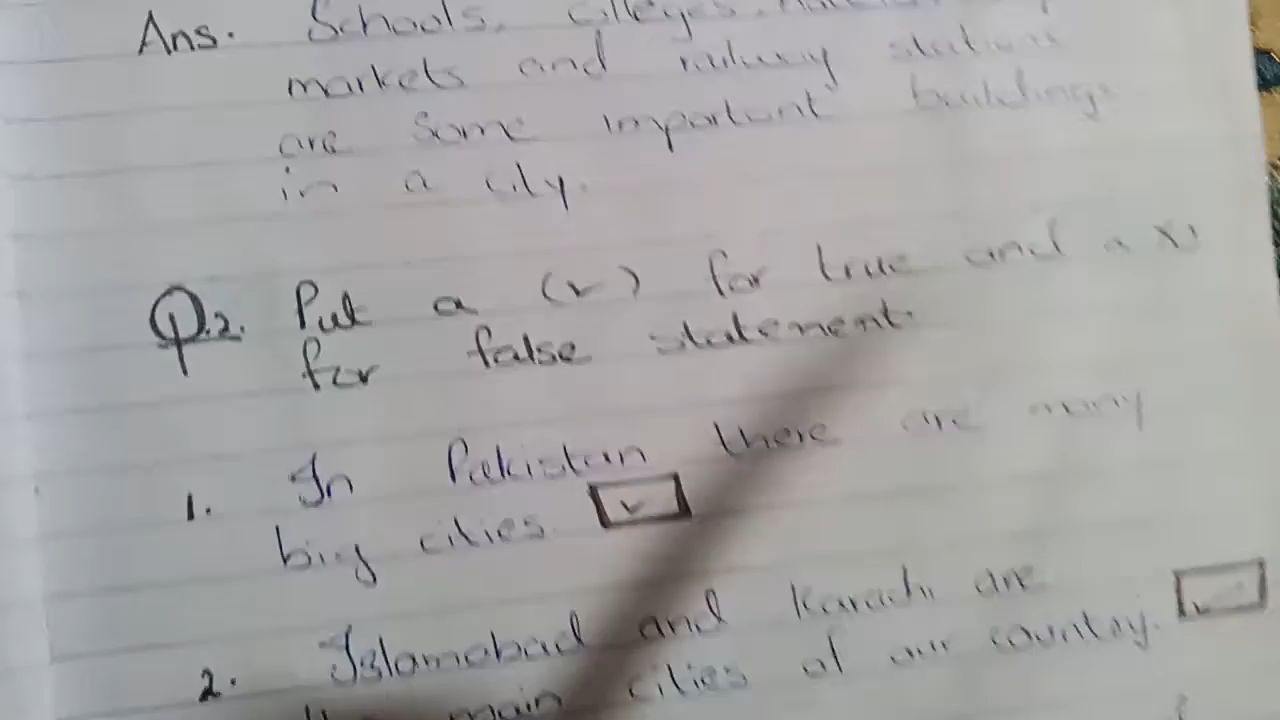 Ans. Schools, colleges,
markets and railway stations
are some important buildings
in a city.
Q.2. Put a (✓) for true and a x)
for false statement.
1. In Pakistan there are many
big cities. ✓
2. Islamabad and Karachi are
main cities of our country. ✓